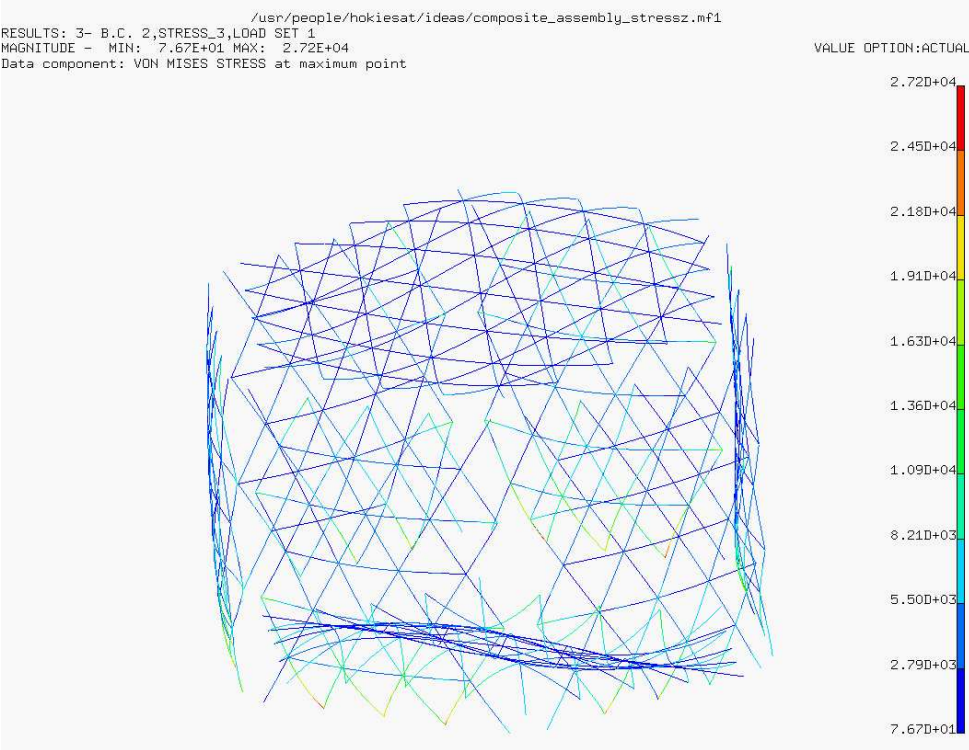 /usr/people/hokiesat/ideas/composite_assembly_stressz.mf1
RESULTS: 3- B.C. 2,STRESS_3,LOAD SET 1
MAGNITUDE - MIN: 7.67E+01 MAX: 2.72E+04
VALUE OPTION:ACTUAL
Data component: VON MISES STRESS at maximum point
2.72D+04
2.45D+04
2.18D+04
1.91D+04
1.63D+04
1.36D+04
1.09D+04
8.21D+03
5.50D+03
2.79D+03
7.67D+01